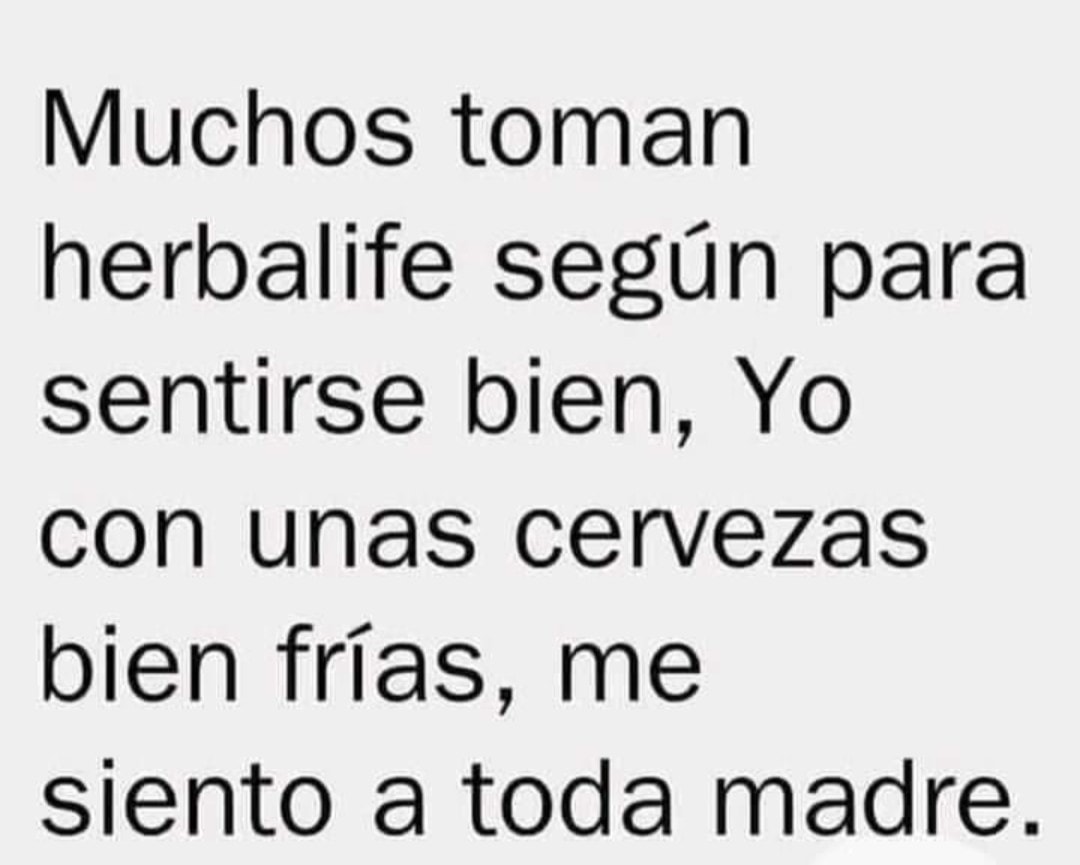 Muchos toman
herbalife según para
sentirse bien, Yo
con unas cervezas
bien frías, me
siento a toda madre.